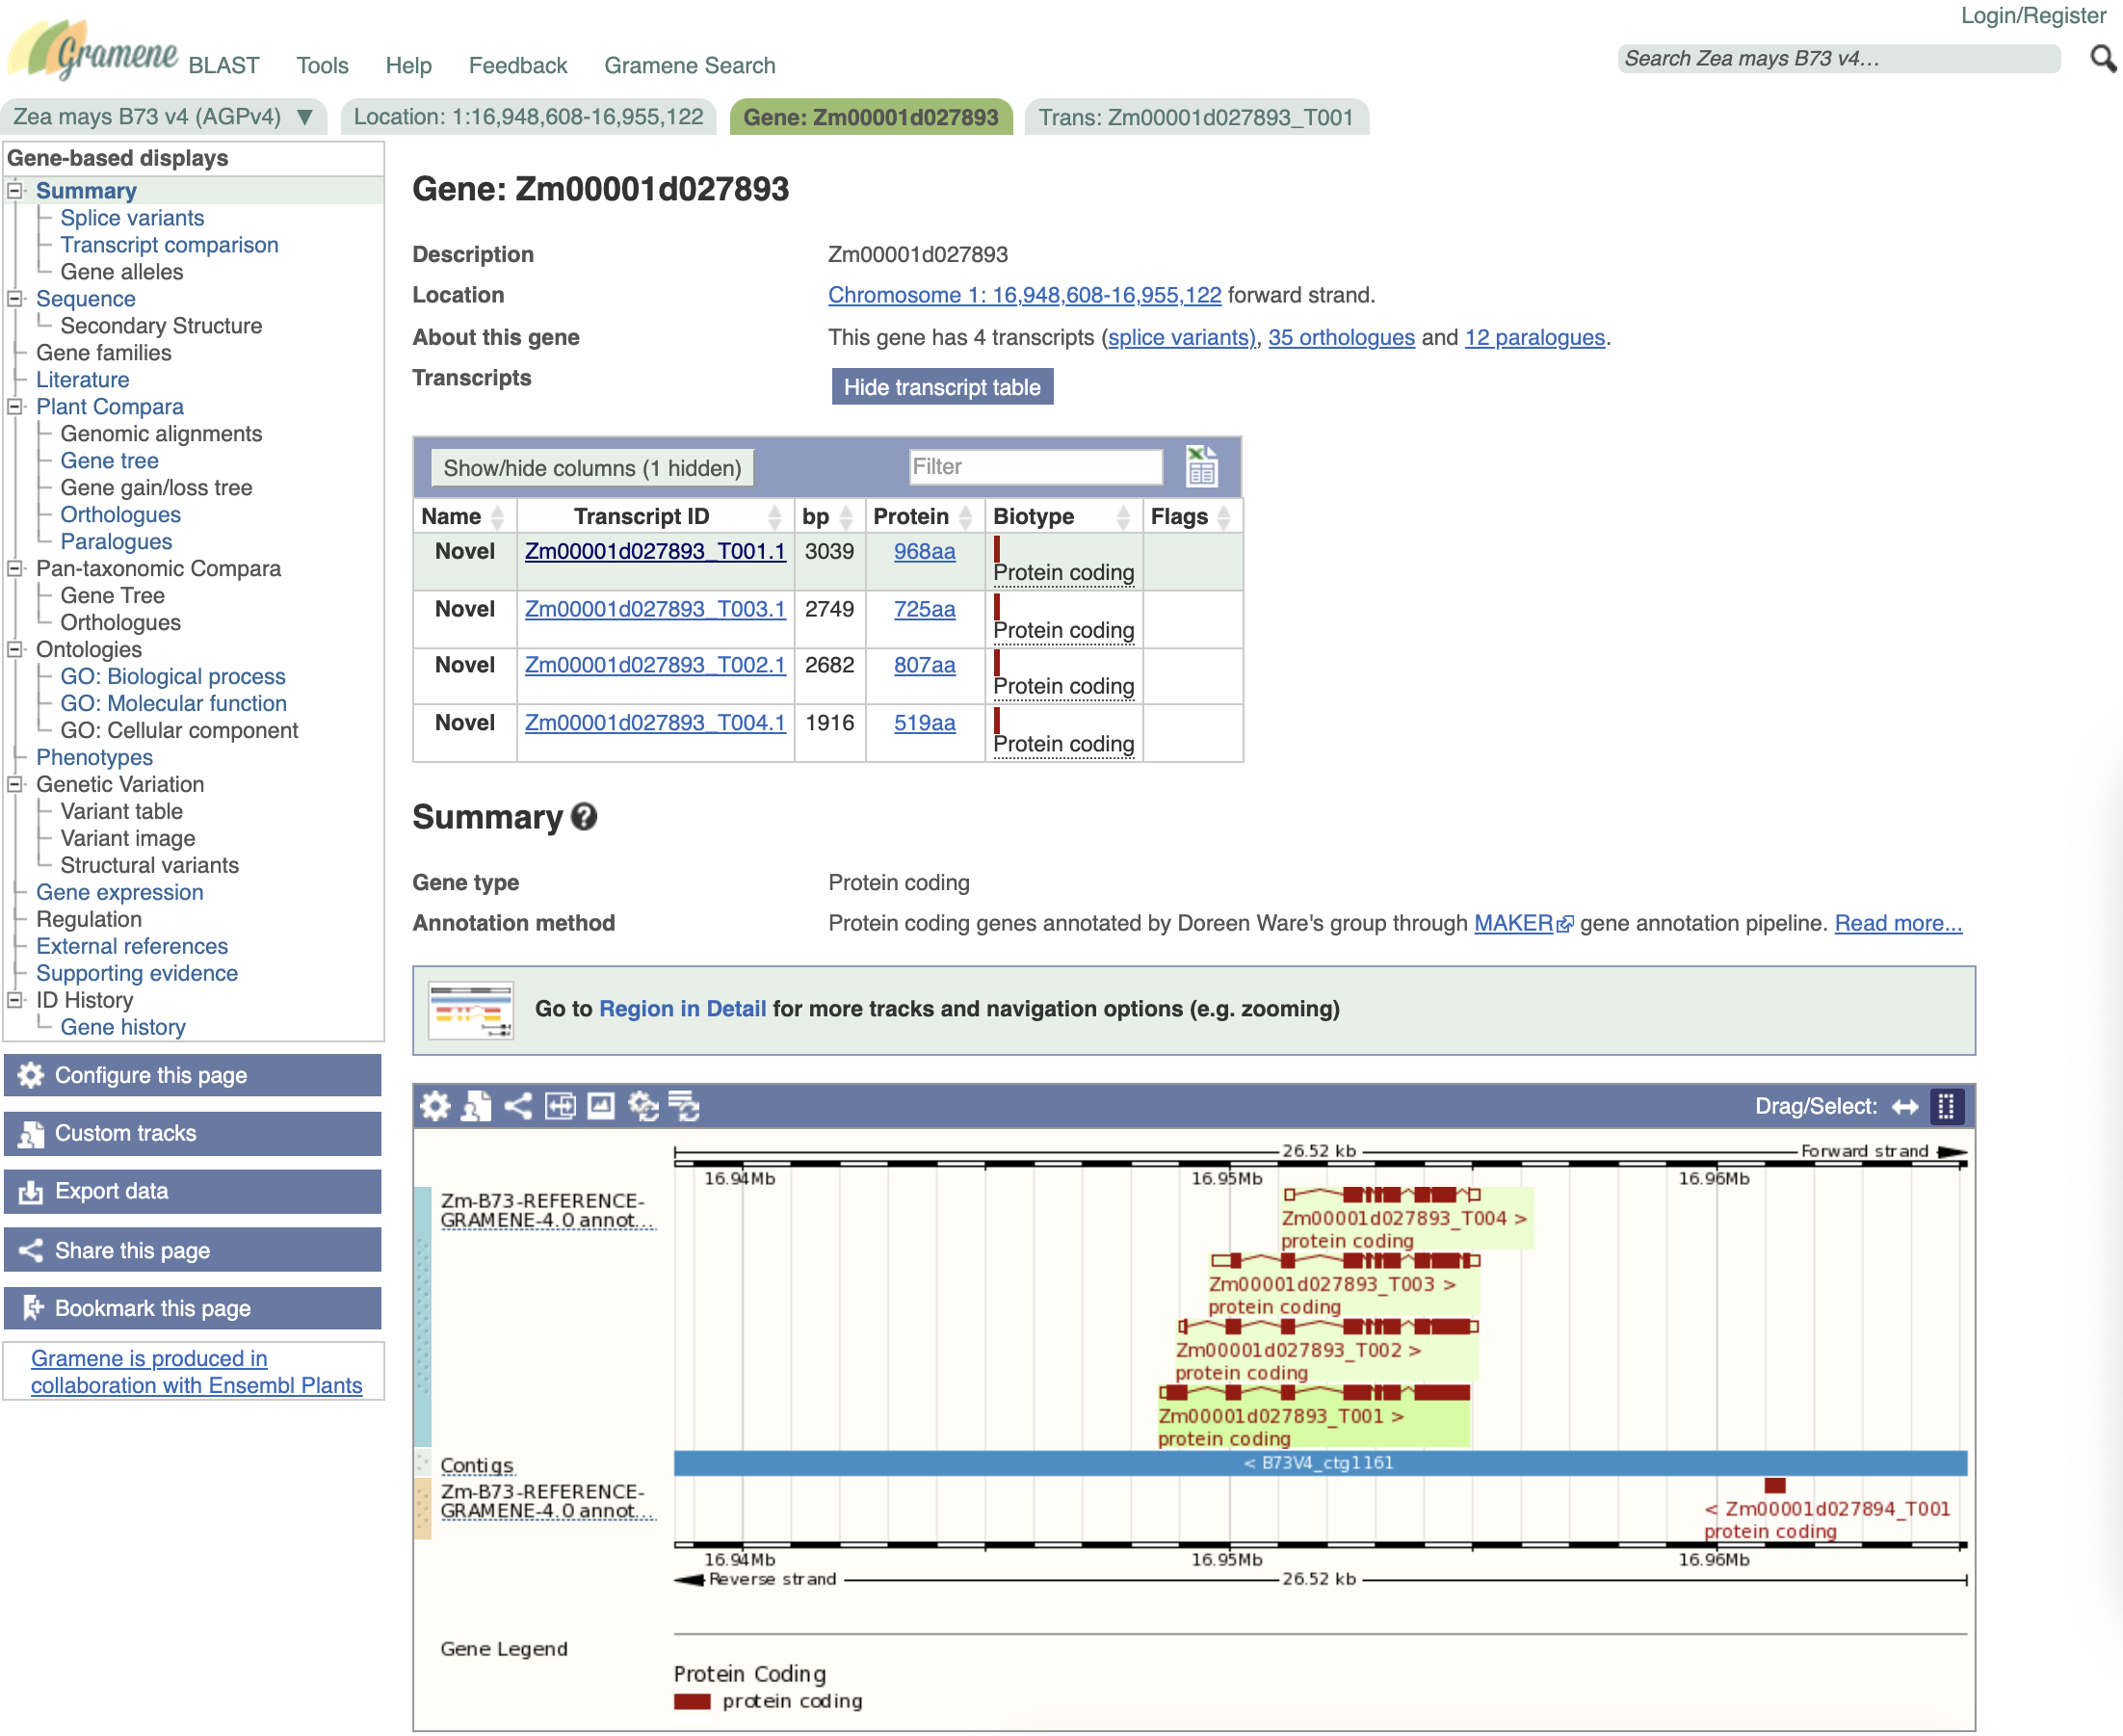 Login/Register
Gramene BLAST Tools Help Feedback Gramene Search
Search Zea mays B73 v4…
Zea mays B73 v4 (AGPv4) ▼ Location: 1:16,948,608-16,955,122 Gene: Zm00001d027893 Trans: Zm00001d027893_T001
Gene-based displays
Summary
Splice variants
Transcript comparison
Gene alleles
Sequence
Secondary Structure
Gene families
Literature
Plant Compara
Genomic alignments
Gene tree
Gene gain/loss tree
Orthologues
Paralogues
Pan-taxonomic Compara
Gene Tree
Orthologues
Ontologies
GO: Biological process
GO: Molecular function
GO: Cellular component
Phenotypes
Genetic Variation
Variant table
Variant image
Structural variants
Gene expression
Regulation
External references
Supporting evidence
ID History
Gene history
Configure this page
Custom tracks
Export data
Share this page
Bookmark this page
Gramene is produced in
collaboration with Ensembl Plants
Gene: Zm00001d027893
Description Zm00001d027893
Location Chromosome 1: 16,948,608-16,955,122 forward strand.
About this gene This gene has 4 transcripts (splice variants), 35 orthologues and 12 paralogues.
Transcripts Hide transcript table
Show/hide columns (1 hidden) Filter
Name Transcript ID bp Protein Biotype Flags
Novel Zm00001d027893_T001.1 3039 968aa Protein coding
Novel Zm00001d027893_T003.1 2749 725aa Protein coding
Novel Zm00001d027893_T002.1 2682 807aa Protein coding
Novel Zm00001d027893_T004.1 1916 519aa Protein coding
Summary ?
Gene type Protein coding
Annotation method Protein coding genes annotated by Doreen Ware's group through MAKER gene annotation pipeline. Read more...
Go to Region in Detail for more tracks and navigation options (e.g. zooming)
Drag/Select:
26.52 kb Forward strand
16.94Mb 16.95Mb 16.96Mb
Zm-B73-REFERENCE-
GRAMENE-4.0 annot...
Zm00001d027893_T004 >
protein coding
Zm00001d027893_T003 >
protein coding
Zm00001d027893_T002 >
protein coding
Zm00001d027893_T001 >
protein coding
Contigs < B73V4_ctg1161
Zm-B73-REFERENCE-
GRAMENE-4.0 annot...
< Zm00001d027894_T001
protein coding
16.94Mb 16.95Mb 16.96Mb
Reverse strand 26.52 kb
Gene Legend
Protein Coding
protein coding